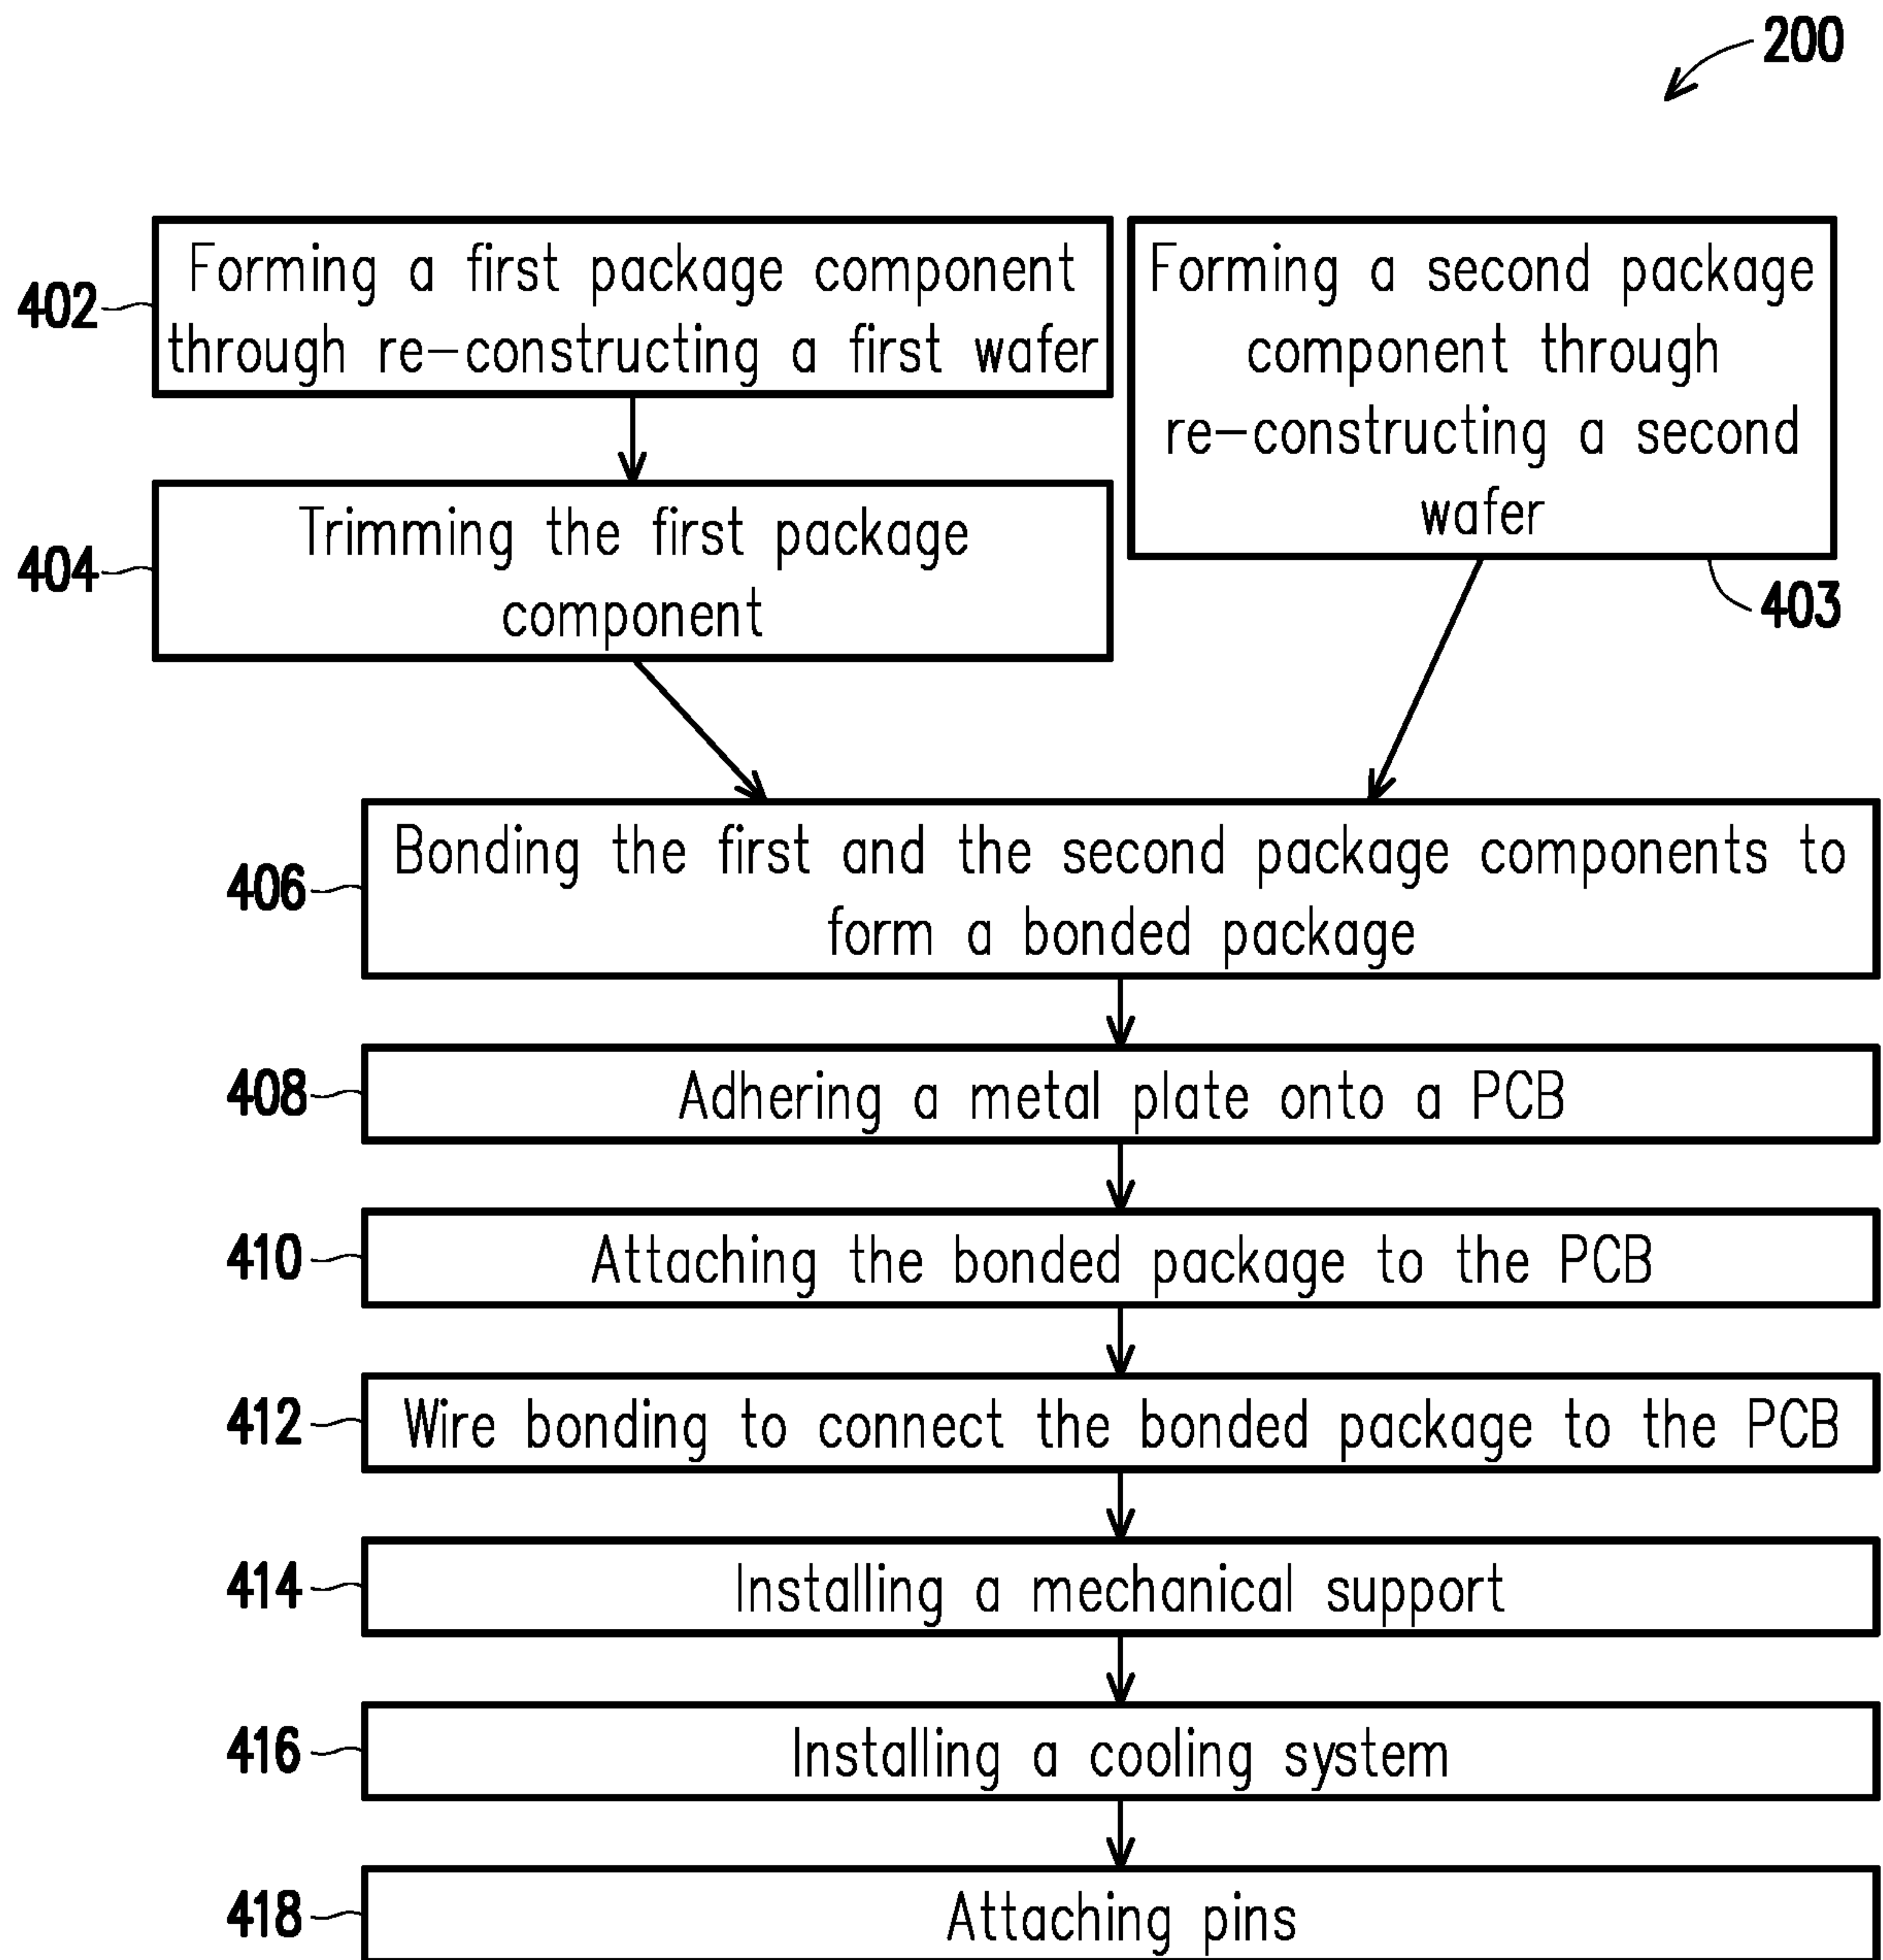 200
402
Forming a first package component
through re-constructing a first wafer
Forming a second package
component through
re-constructing a second
wafer
403
404
Trimming the first package
component
406
Bonding the first and the second package components to
form a bonded package
408
Adhering a metal plate onto a PCB
410
Attaching the bonded package to the PCB
412
Wire bonding to connect the bonded package to the PCB
414
Installing a mechanical support
416
Installing a cooling system
418
Attaching pins